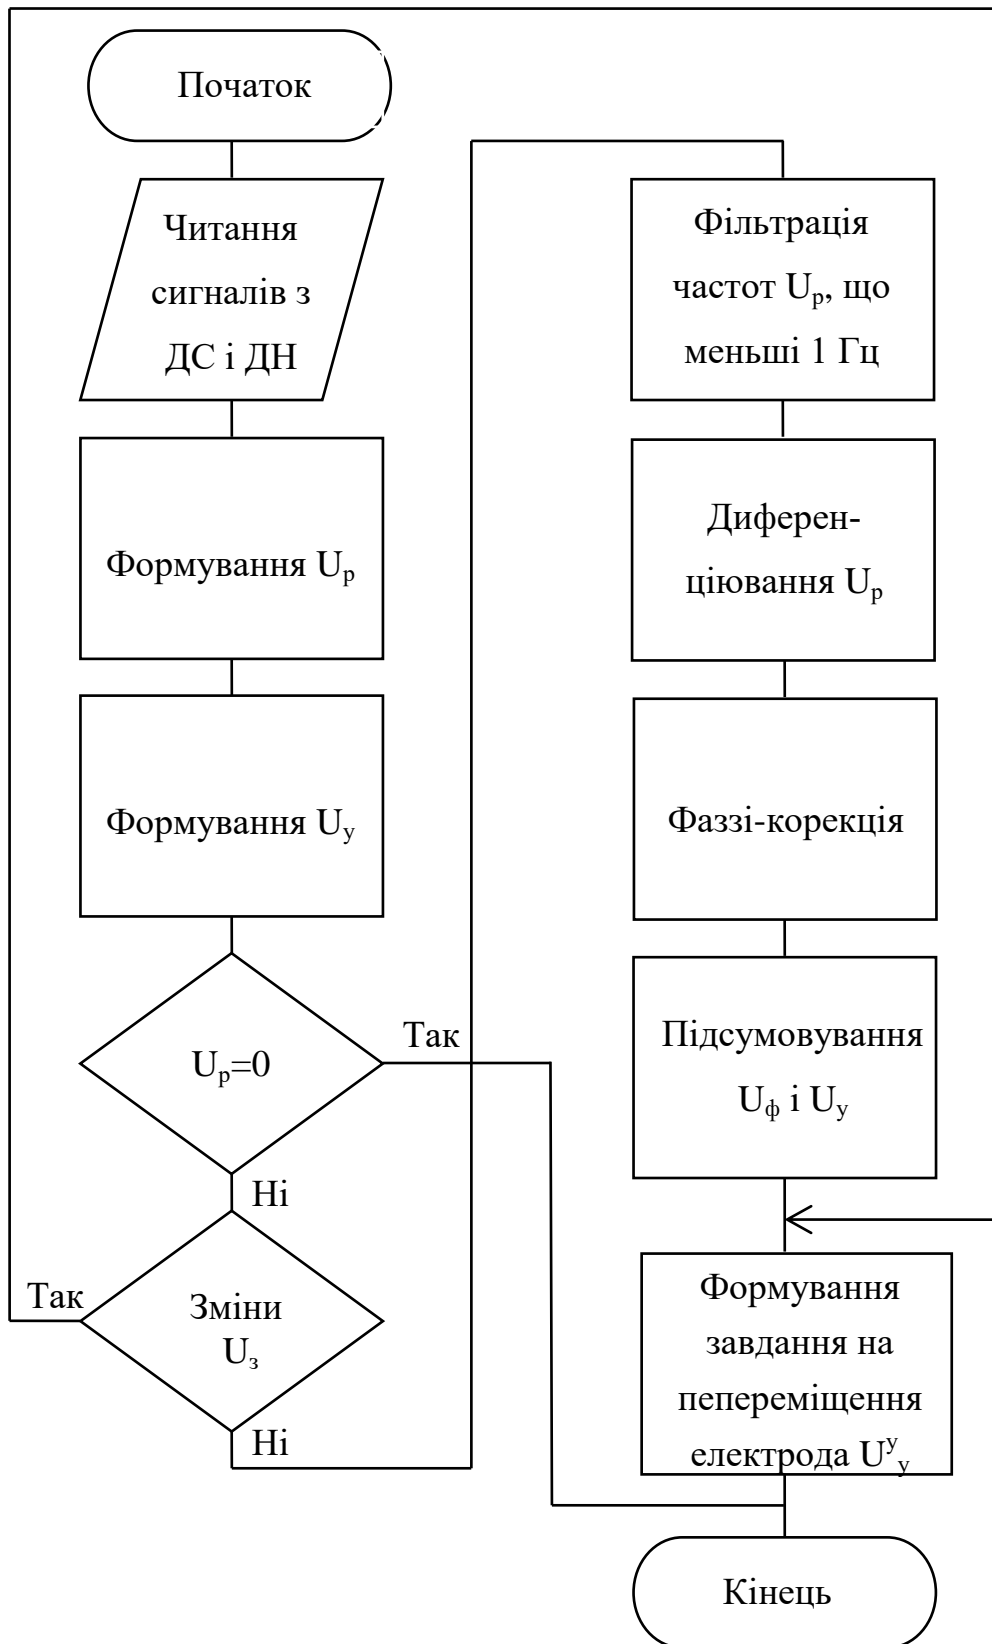 Початок
Читання
сигналів з
ДС і ДН
Формування Uр
Формування Uу
Uр=0
Так
Ні
Зміни
Uз
Так
Ні
Фільтрація
частот Uр, що
меньші 1 Гц
Диферен-
ціювання Uр
Фаззі-корекція
Підсумовування
Uф і Uу
Формування
завдання на
пепереміщення
електрода Uуу
Кінець